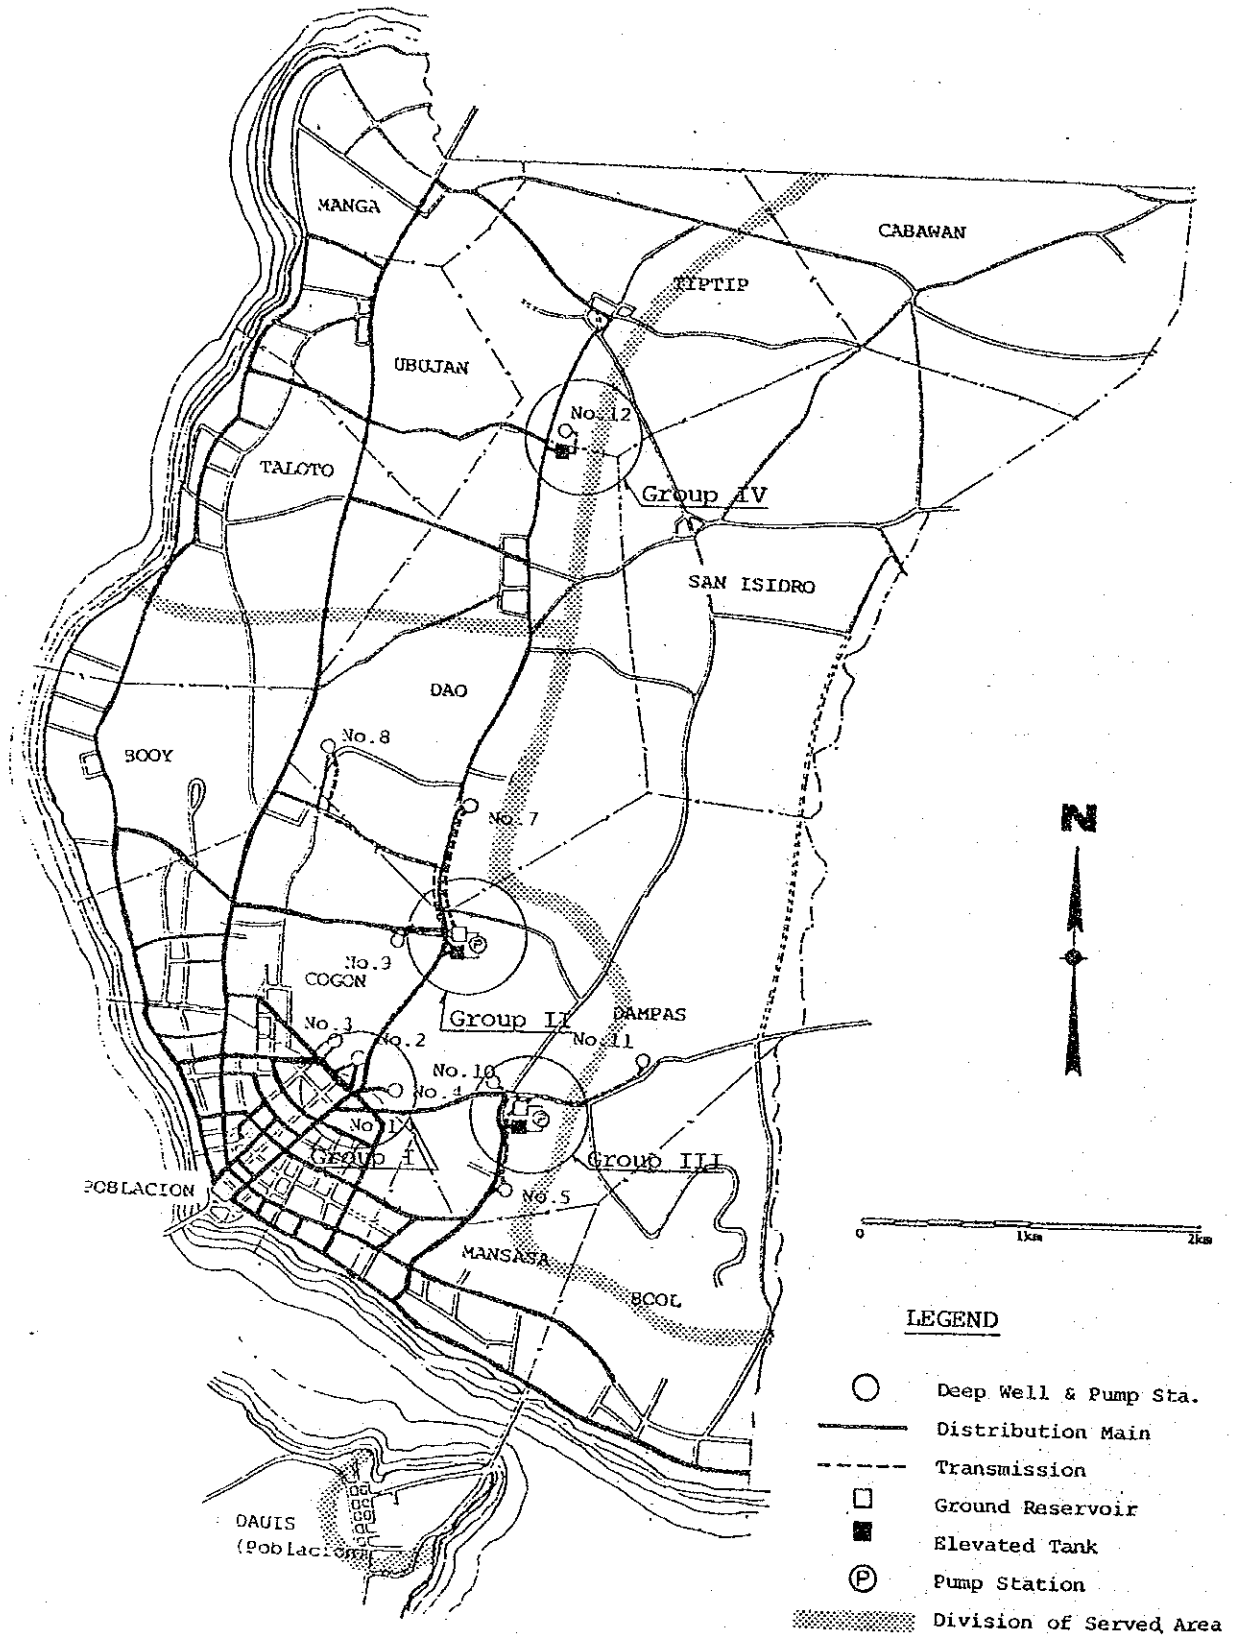 MANGA
CABAWAN
TIPTIP
UBUJAN
No.12
TALOTO
Group IV
SAN ISIDRO
DAO
No.8
BOOY
No.7
N
No.9
COGON
Group II
DAMPAS
No.3
No.2
No.11
No.10
No.4
No.1
Group I
Group III
POBLACION
No.5
MANSASA
BOOL
0 1km 2km
LEGEND
Deep Well & Pump Sta.
Distribution Main
Transmission
Ground Reservoir
Elevated Tank
P Pump Station
Division of Served Area
DAUIS
(Poblacion)
P
P